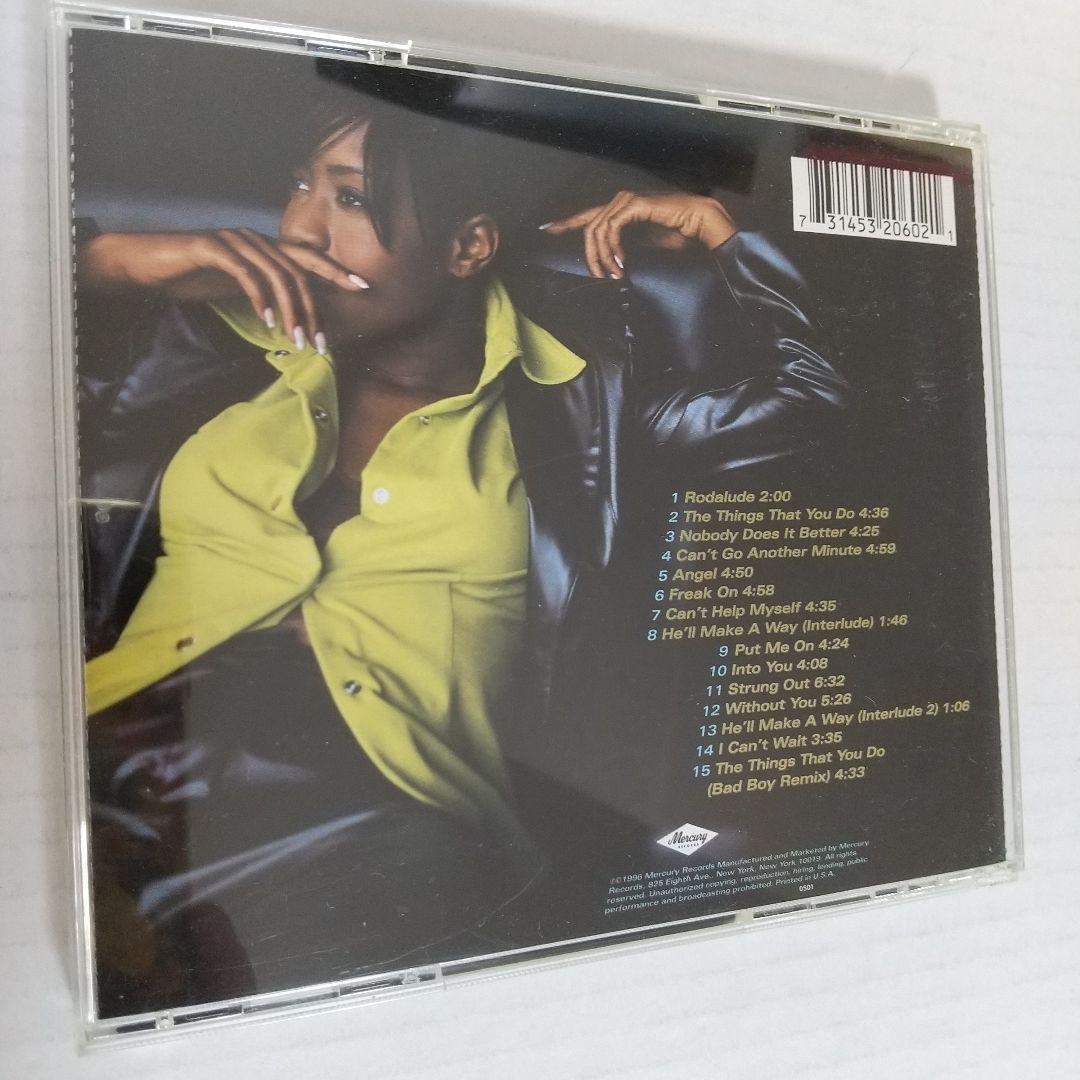 7 31453 20602 1
1 Rodalude 2:00
2 The Things That You Do 4:36
3 Nobody Does It Better 4:25
4 Can't Go Another Minute 4:59
5 Angel 4:50
6 Freak On 4:58
7 Can't Help Myself 4:35
8 He'll Make A Way (Interlude) 1:46
9 Put Me On 4:24
10 Into You 4:08
11 Strung Out 6:32
12 Without You 5:26
13 He'll Make A Way (Interlude 2) 1:06
14 I Can't Wait 3:35
15 The Things That You Do
(Bad Boy Remix) 4:33
Mercury
RECORDS
℗©1996 Mercury Records Manufactured and Marketed by Mercury
Records, 825 Eighth Ave., New York, New York 10019. All rights
reserved. Unauthorized copying, reproduction, hiring, lending, public
performance and broadcasting prohibited. Printed in U.S.A.
0501